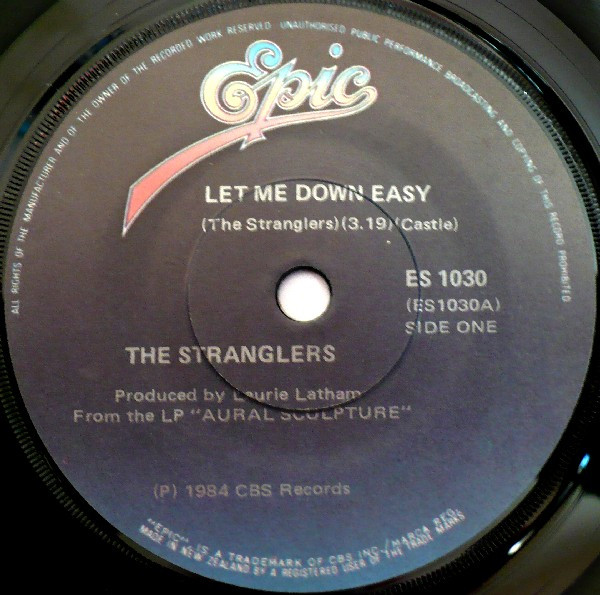 ALL RIGHTS OF THE MANUFACTURER AND OF THE OWNER OF THE RECORDED WORK RESERVED UNAUTHORISED PUBLIC PERFORMANCE BROADCASTING AND COPYING OF THIS RECORD PROHIBITED
Epic
LET ME DOWN EASY
(The Stranglers)(3.19)(Castle)
ES 1030
(ES1030A)
SIDE ONE
THE STRANGLERS
Produced by Laurie Latham
From the LP "AURAL SCULPTURE"
(P) 1984 CBS Records
"EPIC" IS A TRADEMARK OF CBS INC./MARCA REG.
MADE IN NEW ZEALAND BY A REGISTERED USER OF THE TRADE MARKS